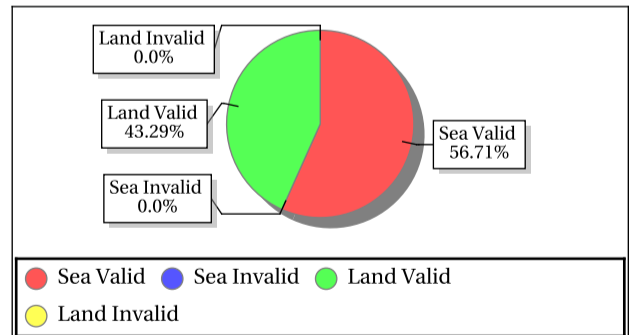 Land Invalid
0.0%
Land Valid
43.29%
Sea Valid
56.71%
Sea Invalid
0.0%
Sea Valid Sea Invalid Land Valid
Land Invalid